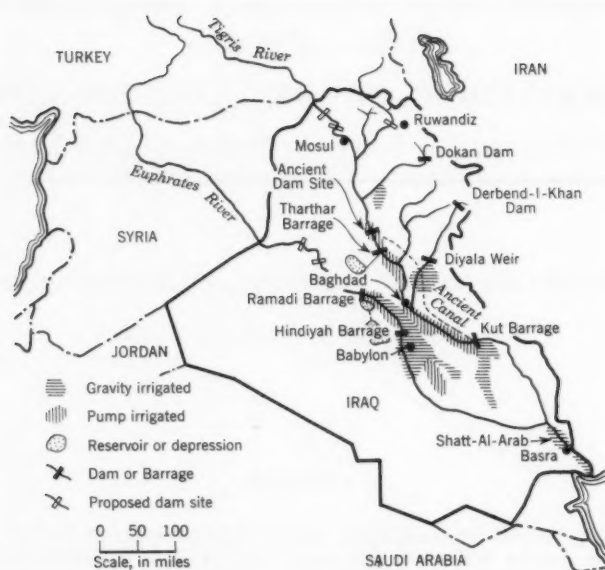 TURKEY
Tigris River
IRAN
Ruwandiz
Mosul
Dokan Dam
Ancient
Dam Site
Euphrates River
Derbend-I-Khan
Dam
Tharthar
Barrage
SYRIA
Diyala Weir
Baghdad
Ancient Canal
Ramadi Barrage
Hindiyah Barrage
Kut Barrage
JORDAN
Babylon
Gravity irrigated
IRAQ
Pump irrigated
Reservoir or depression
Shatt-Al-Arab
Basra
Dam or Barrage
Proposed dam site
0 50 100
Scale, in miles
SAUDI ARABIA